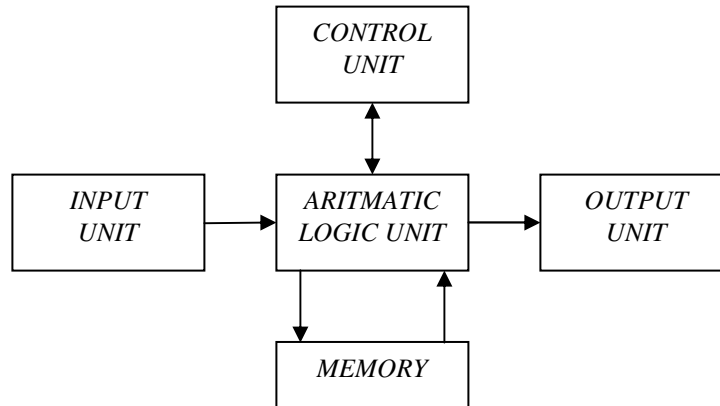 CONTROL
UNIT
INPUT
UNIT
ARITMATIC
LOGIC UNIT
OUTPUT
UNIT
MEMORY